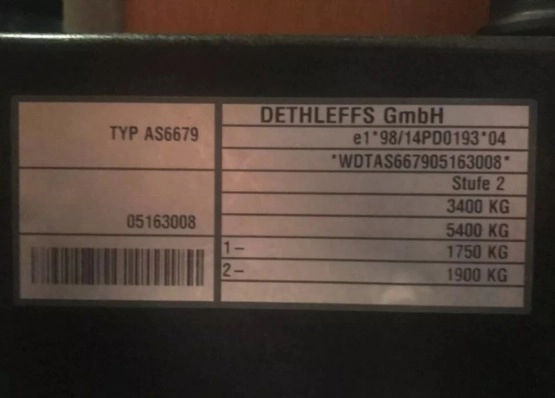 TYP AS6679
05163008
DETHLEFFS GmbH
e1*98/14PD0193*04
*WDTAS667905163008*
Stufe 2
3400 KG
5400 KG
1- 1750 KG
2- 1900 KG